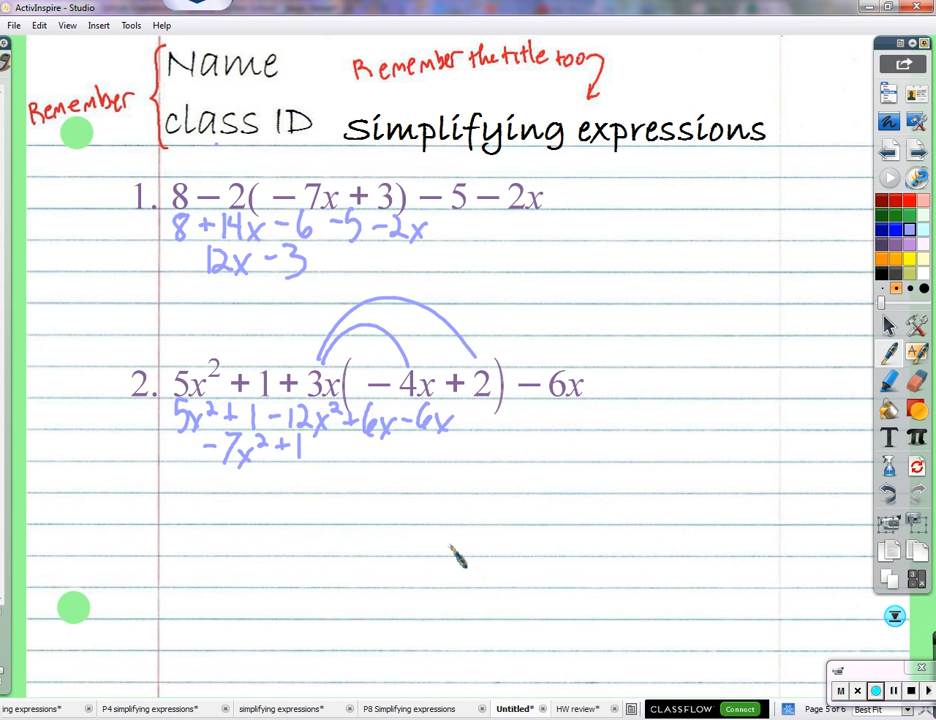 ActivInspire - Studio
File Edit View Insert Tools Help
Remember
Name
class ID
Remember the title too
Simplifying expressions
1. 8 − 2( − 7x + 3) − 5 − 2x
8 + 14x − 6 − 5 − 2x
12x − 3
2. 5x² + 1 + 3x( − 4x + 2) − 6x
5x² + 1 − 12x² + 6x − 6x
− 7x² + 1
M
ing expressions* P4 simplifying expressions* simplifying expressions* P8 Simplifying expressions Untitled* HW review* CLASSFLOW Connect Page 5 of 6 Best Fit